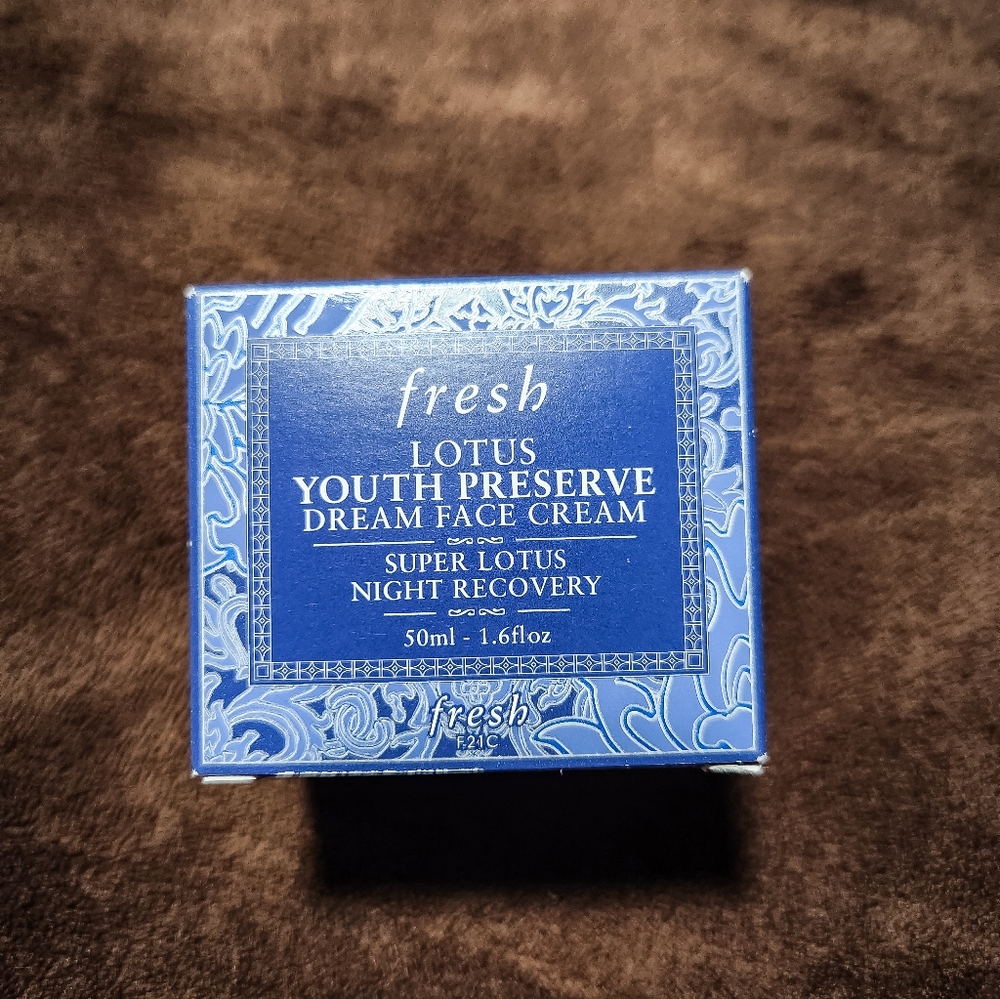 fresh
LOTUS
YOUTH PRESERVE
DREAM FACE CREAM
SUPER LOTUS
NIGHT RECOVERY
50ml - 1.6floz
fresh
F21C